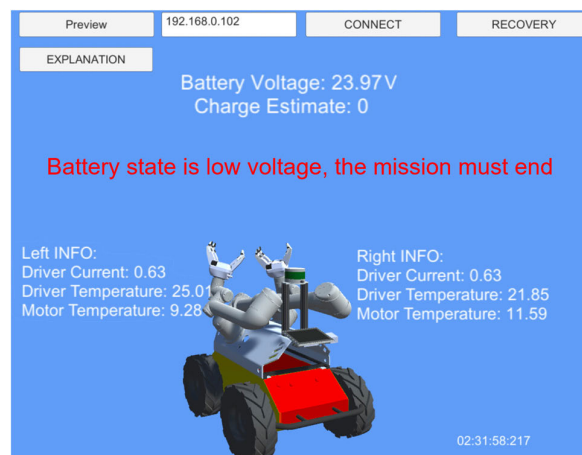 Preview
192.168.0.102
CONNECT
RECOVERY
EXPLANATION
Battery Voltage: 23.97V
Charge Estimate: 0
Battery state is low voltage, the mission must end
Left INFO:
Driver Current: 0.63
Driver Temperature: 25.01
Motor Temperature: 9.28
Right INFO:
Driver Current: 0.63
Driver Temperature: 21.85
Motor Temperature: 11.59
02:31:58:217